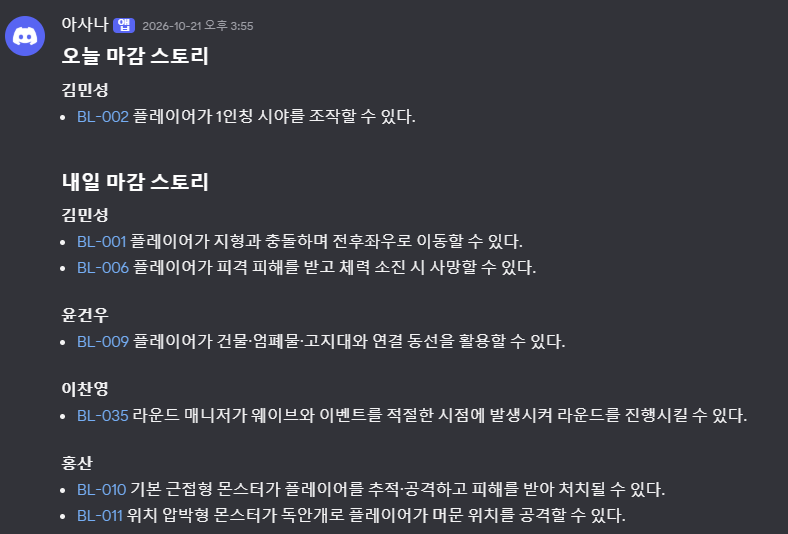 아사나 앱 2026-10-21 오후 3:55
오늘 마감 스토리
김민성
• BL-002 플레이어가 1인칭 시야를 조작할 수 있다.
내일 마감 스토리
김민성
• BL-001 플레이어가 지형과 충돌하며 전후좌우로 이동할 수 있다.
• BL-006 플레이어가 피격 피해를 받고 체력 소진 시 사망할 수 있다.
윤건우
• BL-009 플레이어가 건물·엄폐물·고지대와 연결 동선을 활용할 수 있다.
이찬영
• BL-035 라운드 매니저가 웨이브와 이벤트를 적절한 시점에 발생시켜 라운드를 진행시킬 수 있다.
홍산
• BL-010 기본 근접형 몬스터가 플레이어를 추적·공격하고 피해를 받아 처치될 수 있다.
• BL-011 위치 압박형 몬스터가 독안개로 플레이어가 머문 위치를 공격할 수 있다.